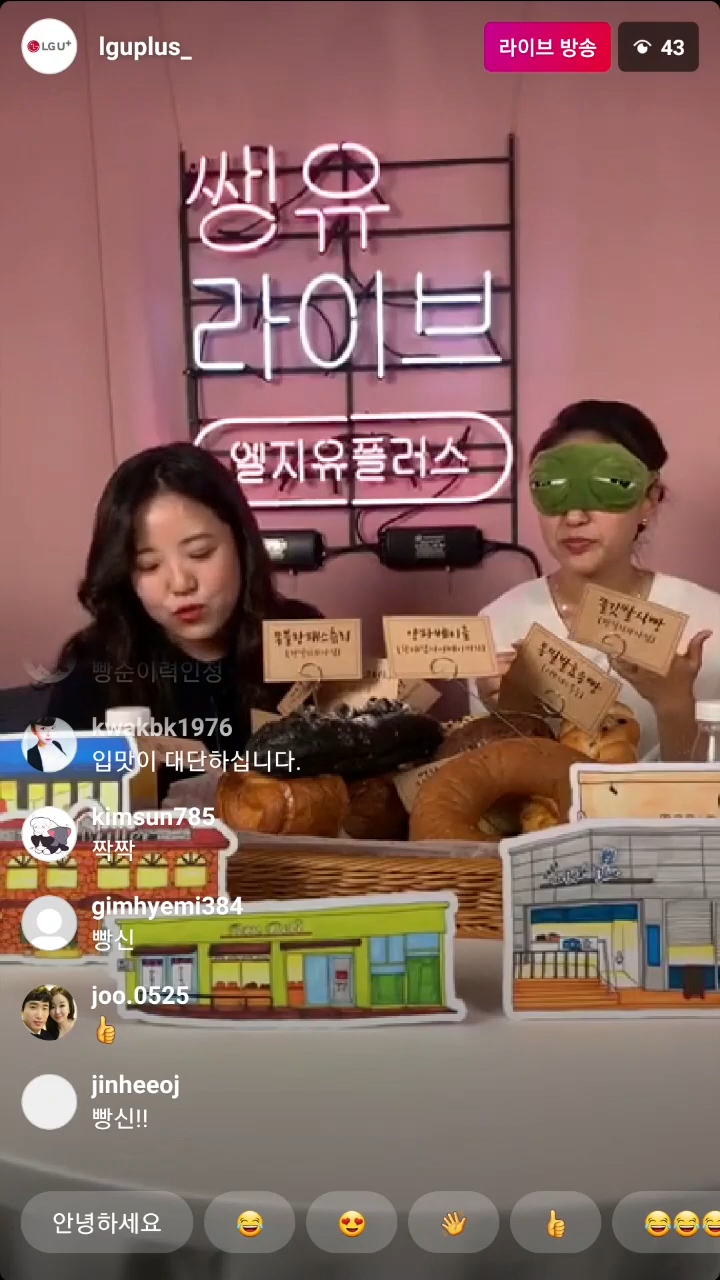 LG U+
lguplus_
라이브 방송
43
쌩유
라이브
엘지유플러스
빵순이력인정
kwakbk1976
입맛이 대단하십니다.
kimsun785
짝짝
gimhyemi384
빵신
joo.0525
👍
jinheeoj
빵신!!
안녕하세요
😂
😍
👋
👍
😂😂😂